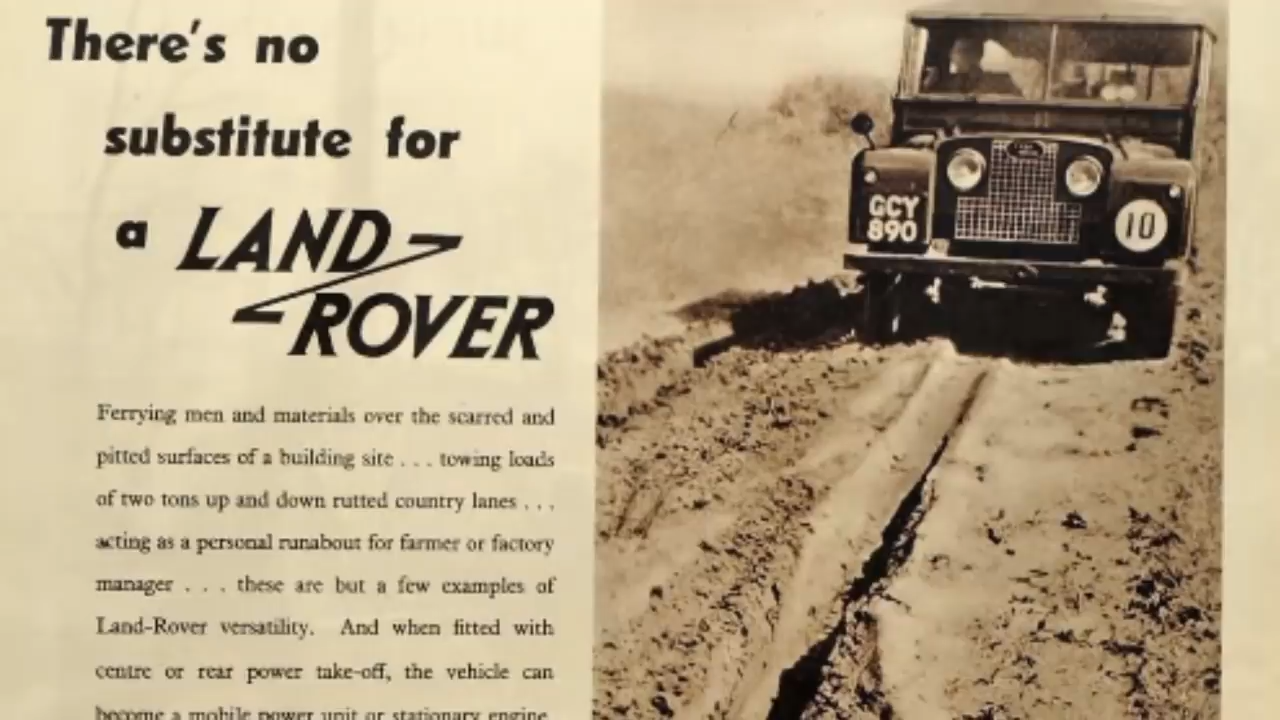 There's no
substitute for
a LAND
ROVER
Ferrying men and materials over the scarred and
pitted surfaces of a building site . . . towing loads
of two tons up and down rutted country lanes . . .
acting as a personal runabout for farmer or factory
manager . . . these are but a few examples of
Land-Rover versatility. And when fitted with
centre or rear power take-off, the vehicle can
become a mobile power unit or stationary engine.
GCY
890
10